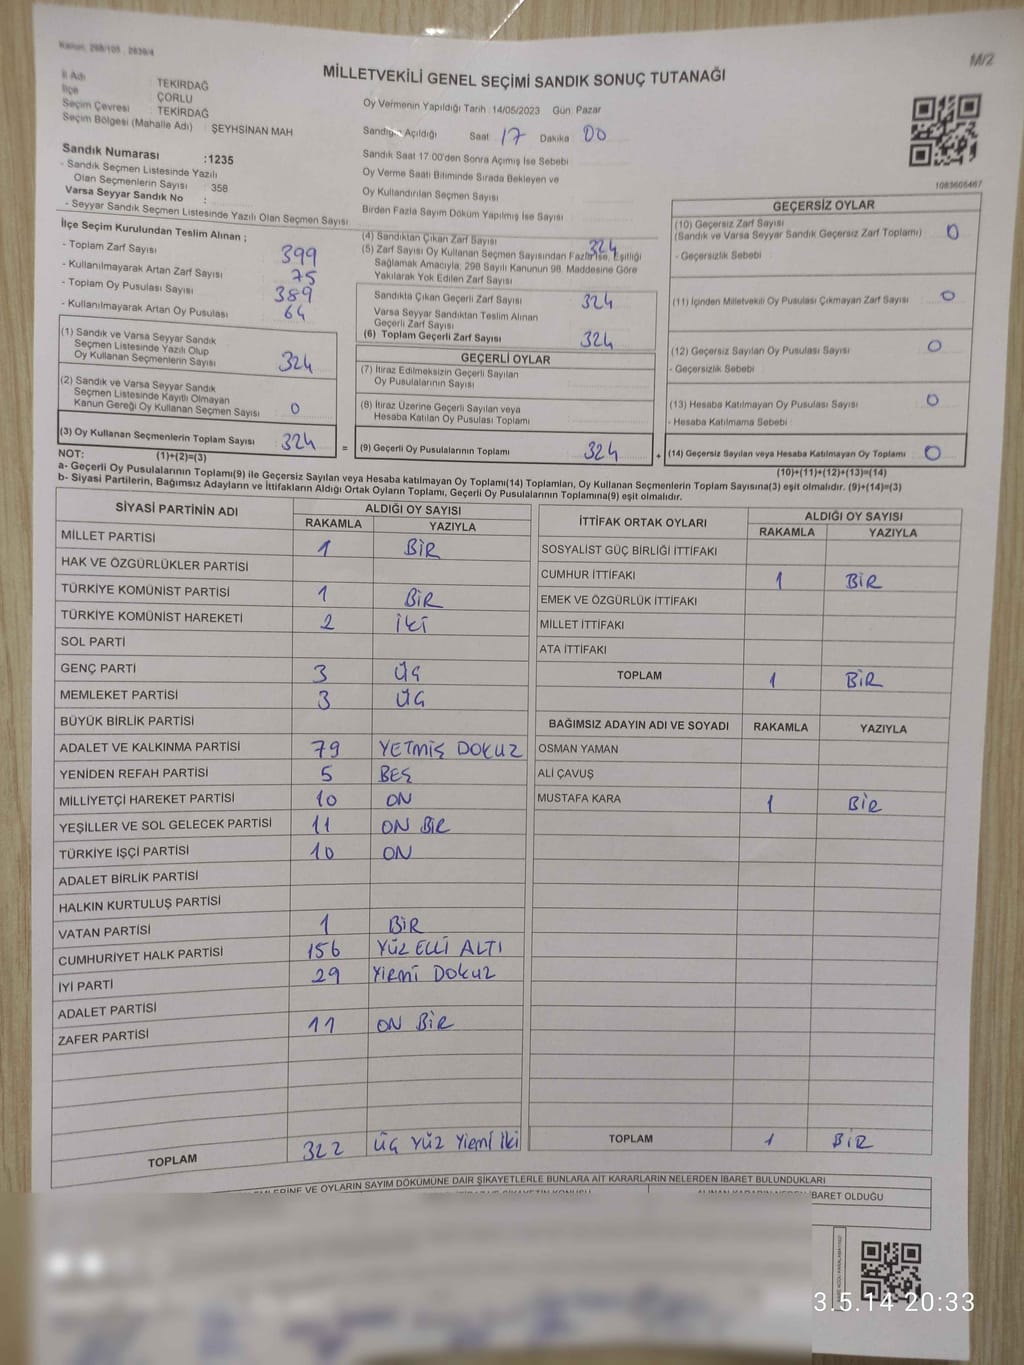 Kanun: 298/105 : 2839/4
M/2
MİLLETVEKİLİ GENEL SEÇİMİ SANDIK SONUÇ TUTANAĞI
İl Adı TEKİRDAĞ
İlçe ÇORLU
Seçim Çevresi TEKİRDAĞ
Seçim Bölgesi (Mahalle Adı) : ŞEYHSİNAN MAH
Sandık Numarası :1235
- Sandık Seçmen Listesinde Yazılı
Olan Seçmenlerin Sayısı : 358
Varsa Seyyar Sandık No :
- Seyyar Sandık Seçmen Listesinde Yazılı Olan Seçmen Sayısı
Oy Vermenin Yapıldığı Tarih : 14/05/2023 Gün: Pazar
Sandığın Açıldığı Saat 17 Dakika 00
Sandık Saat 17.00'den Sonra Açılmış İse Sebebi
Oy Verme Saati Bitiminde Sırada Bekleyen ve
Oy Kullandırılan Seçmen Sayısı
Birden Fazla Sayım Döküm Yapılmış İse Sayısı
1083606467
İlçe Seçim Kurulundan Teslim Alınan ;
- Toplam Zarf Sayısı 399
- Kullanılmayarak Artan Zarf Sayısı 75
- Toplam Oy Pusulası Sayısı 389
- Kullanılmayarak Artan Oy Pusulası 64
(1) Sandık ve Varsa Seyyar Sandık
Seçmen Listesinde Yazılı Olup
Oy Kullanan Seçmenlerin Sayısı 324
(2) Sandık ve Varsa Seyyar Sandık
Seçmen Listesinde Kayıtlı Olmayan
Kanun Gereği Oy Kullanan Seçmen Sayısı 0
(3) Oy Kullanan Seçmenlerin Toplam Sayısı 324 =
(1)+(2)=(3)
(4) Sandıktan Çıkan Zarf Sayısı 324
(5) Zarf Sayısı Oy Kullanan Seçmen Sayısından Fazla İse, Eşitliği
Sağlamak Amacıyla, 298 Sayılı Kanunun 98. Maddesine Göre
Yakılarak Yok Edilen Zarf Sayısı
Sandıkta Çıkan Geçerli Zarf Sayısı 324
Varsa Seyyar Sandıktan Teslim Alınan
Geçerli Zarf Sayısı
(6) Toplam Geçerli Zarf Sayısı 324
GEÇERLİ OYLAR
(7) İtiraz Edilmeksizin Geçerli Sayılan
Oy Pusulalarının Sayısı
(8) İtiraz Üzerine Geçerli Sayılan veya
Hesaba Katılan Oy Pusulası Toplamı
(9) Geçerli Oy Pusulalarının Toplamı 324 +
GEÇERSİZ OYLAR
(10) Geçersiz Zarf Sayısı
(Sandık ve Varsa Seyyar Sandık Geçersiz Zarf Toplamı) 0
- Geçersizlik Sebebi :
(11) İçinden Milletvekili Oy Pusulası Çıkmayan Zarf Sayısı 0
(12) Geçersiz Sayılan Oy Pusulası Sayısı 0
- Geçersizlik Sebebi :
(13) Hesaba Katılmayan Oy Pusulası Sayısı 0
- Hesaba Katılmama Sebebi :
(14) Geçersiz Sayılan veya Hesaba Katılmayan Oy Toplamı 0
(10)+(11)+(12)+(13)=(14)
NOT:
a- Geçerli Oy Pusulalarının Toplamı(9) ile Geçersiz Sayılan veya Hesaba katılmayan Oy Toplamı(14) Toplamları, Oy Kullanan Seçmenlerin Toplam Sayısına(3) eşit olmalıdır. (9)+(14)=(3)
b- Siyasi Partilerin, Bağımsız Adayların ve İttifakların Aldığı Ortak Oyların Toplamı, Geçerli Oy Pusulalarının Toplamına(9) eşit olmalıdır.
SİYASİ PARTİNİN ADI ALDIĞI OY SAYISI
RAKAMLA YAZIYLA
MİLLET PARTİSİ 1 BİR
HAK VE ÖZGÜRLÜKLER PARTİSİ
TÜRKİYE KOMÜNİST PARTİSİ 1 BİR
TÜRKİYE KOMÜNİST HAREKETİ 2 İKİ
SOL PARTİ
GENÇ PARTİ 3 ÜÇ
MEMLEKET PARTİSİ 3 ÜÇ
BÜYÜK BİRLİK PARTİSİ
ADALET VE KALKINMA PARTİSİ 79 YETMİŞ DOKUZ
YENİDEN REFAH PARTİSİ 5 BEŞ
MİLLİYETÇİ HAREKET PARTİSİ 10 ON
YEŞİLLER VE SOL GELECEK PARTİSİ 11 ON BİR
TÜRKİYE İŞÇİ PARTİSİ 10 ON
ADALET BİRLİK PARTİSİ
HALKIN KURTULUŞ PARTİSİ
VATAN PARTİSİ 1 BİR
CUMHURİYET HALK PARTİSİ 156 YÜZ ELLİ ALTI
İYİ PARTİ 29 YİRMİ DOKUZ
ADALET PARTİSİ
ZAFER PARTİSİ 11 ON BİR
TOPLAM 322 ÜÇ YÜZ YİRMİ İKİ
İTTİFAK ORTAK OYLARI ALDIĞI OY SAYISI
RAKAMLA YAZIYLA
SOSYALİST GÜÇ BİRLİĞİ İTTİFAKI
CUMHUR İTTİFAKI 1 BİR
EMEK VE ÖZGÜRLÜK İTTİFAKI
MİLLET İTTİFAKI
ATA İTTİFAKI
TOPLAM 1 BİR
BAĞIMSIZ ADAYIN ADI VE SOYADI RAKAMLA YAZIYLA
OSMAN YAMAN
ALİ ÇAVUŞ
MUSTAFA KARA 1 BİR
TOPLAM 1 BİR
VE OYLARIN SAYIM DÖKÜMÜNE DAİR ŞİKAYETLERLE BUNLARA AİT KARARLARIN NELERDEN İBARET BULUNDUKLARI
İBARET OLDUĞU
3.5.14 20:33